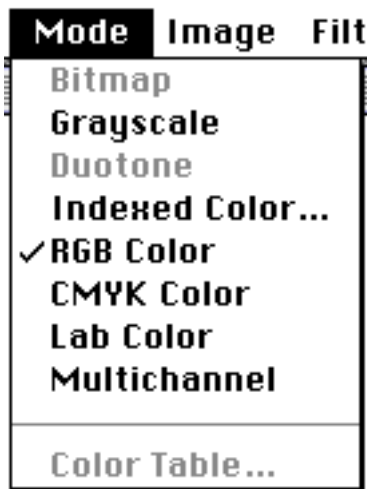 Mode Image Filt
Bitmap
Grayscale
Duotone
Indexed Color...
✓RGB Color
CMYK Color
Lab Color
Multichannel
Color Table...